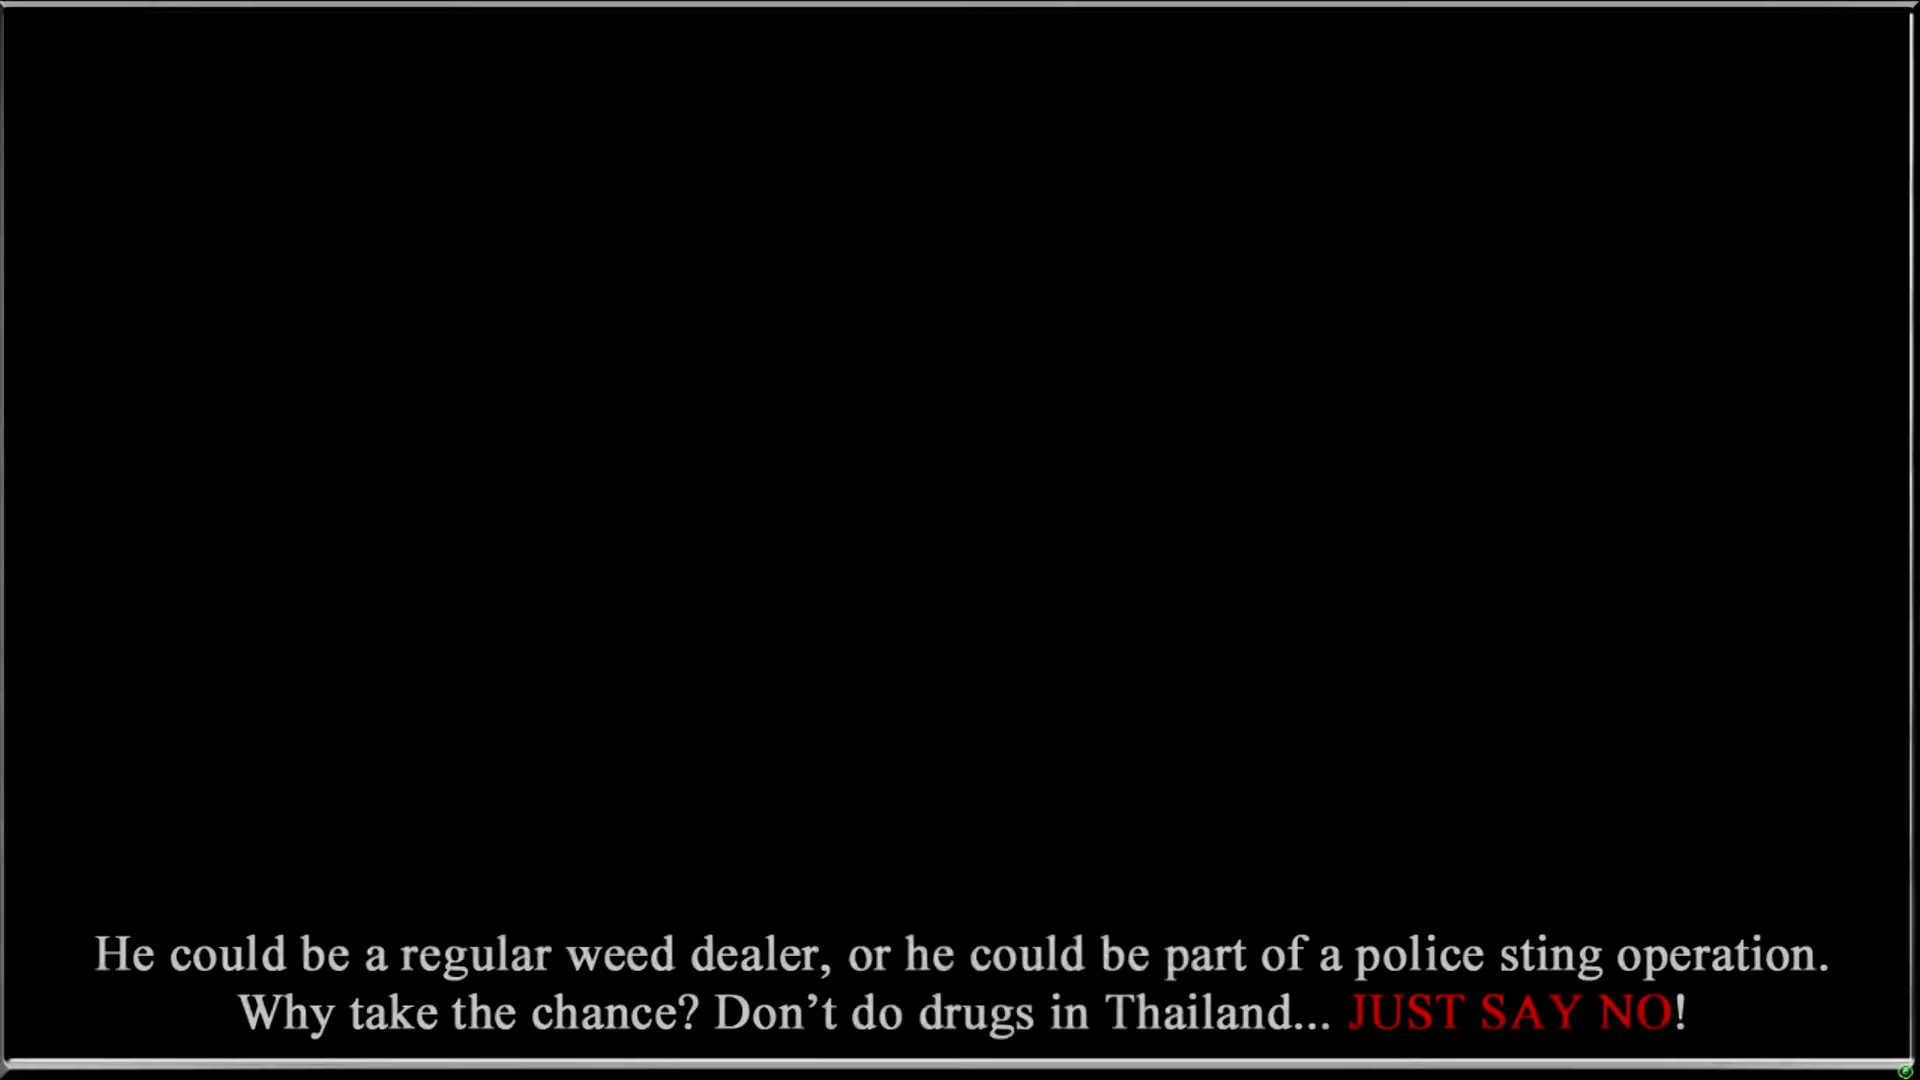 He could be a regular weed dealer, or he could be part of a police sting operation.
Why take the chance? Don’t do drugs in Thailand... JUST SAY NO!